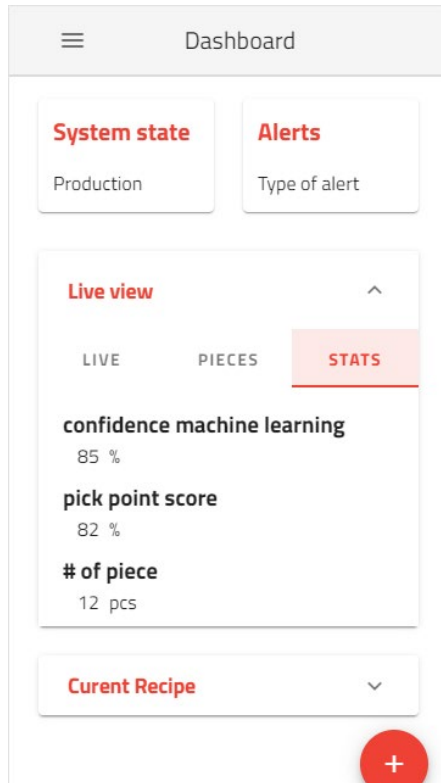 Dashboard
System state
Production
Alerts
Type of alert
Live view
LIVE PIECES STATS
confidence machine learning
85 %
pick point score
82 %
# of piece
12 pcs
Curent Recipe
+